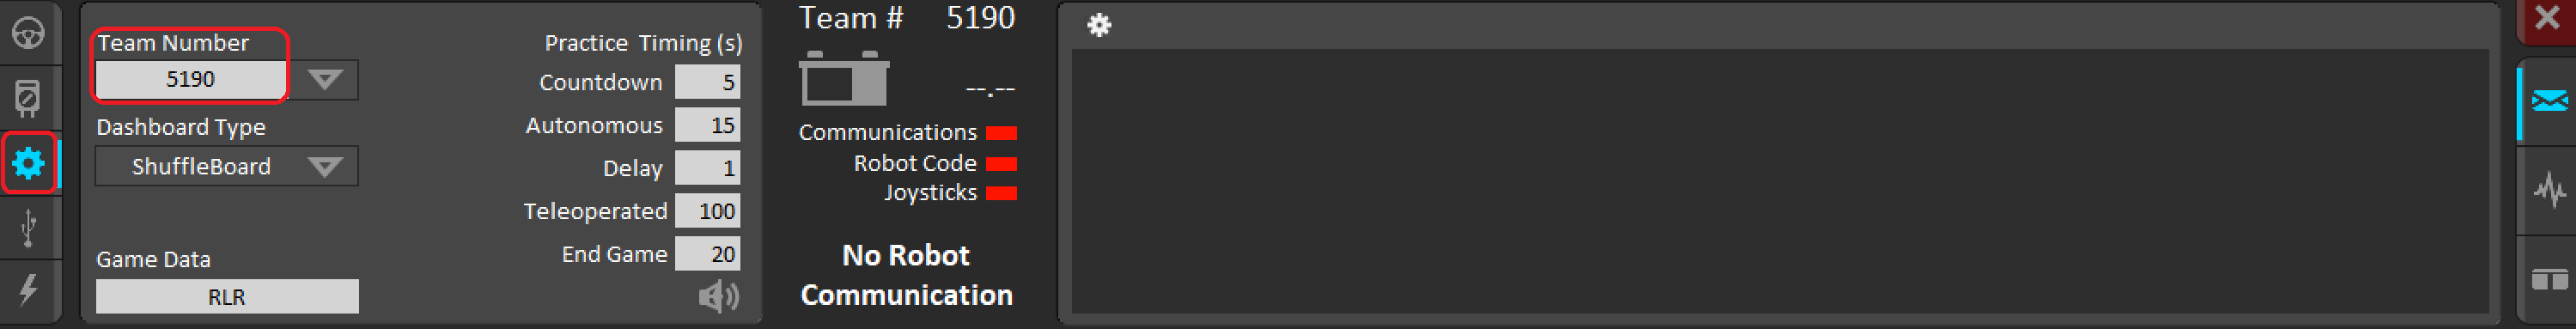 Team Number
5190
Dashboard Type
ShuffleBoard
Game Data
RLR
Practice Timing (s)
Countdown 5
Autonomous 15
Delay 1
Teleoperated 100
End Game 20
Team # 5190
--.--
Communications
Robot Code
Joysticks
No Robot
Communication